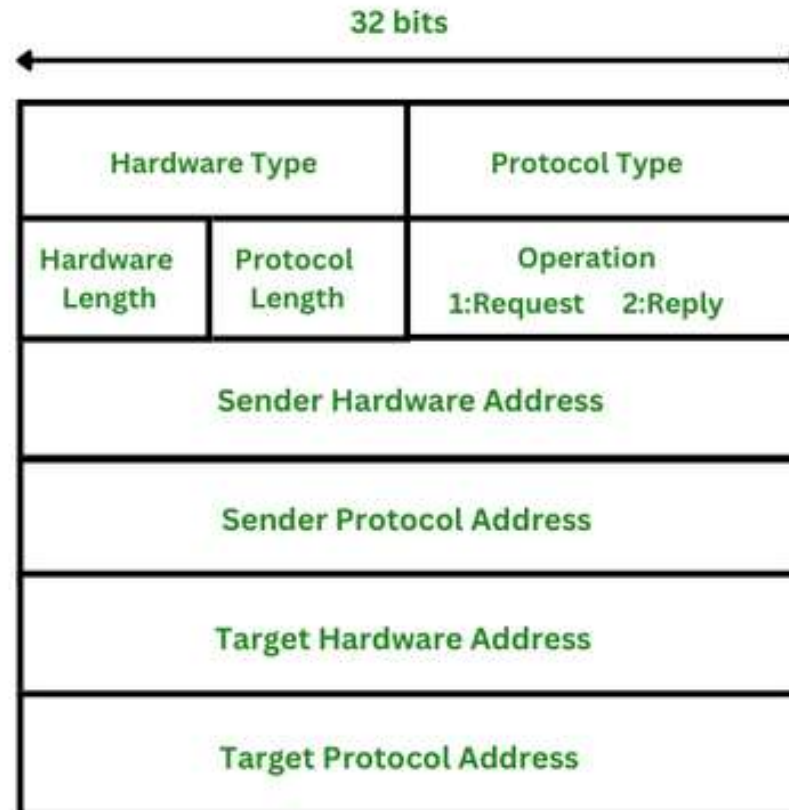 32 bits
Hardware Type
Protocol Type
Hardware
Length
Protocol
Length
Operation
1:Request 2:Reply
Sender Hardware Address
Sender Protocol Address
Target Hardware Address
Target Protocol Address